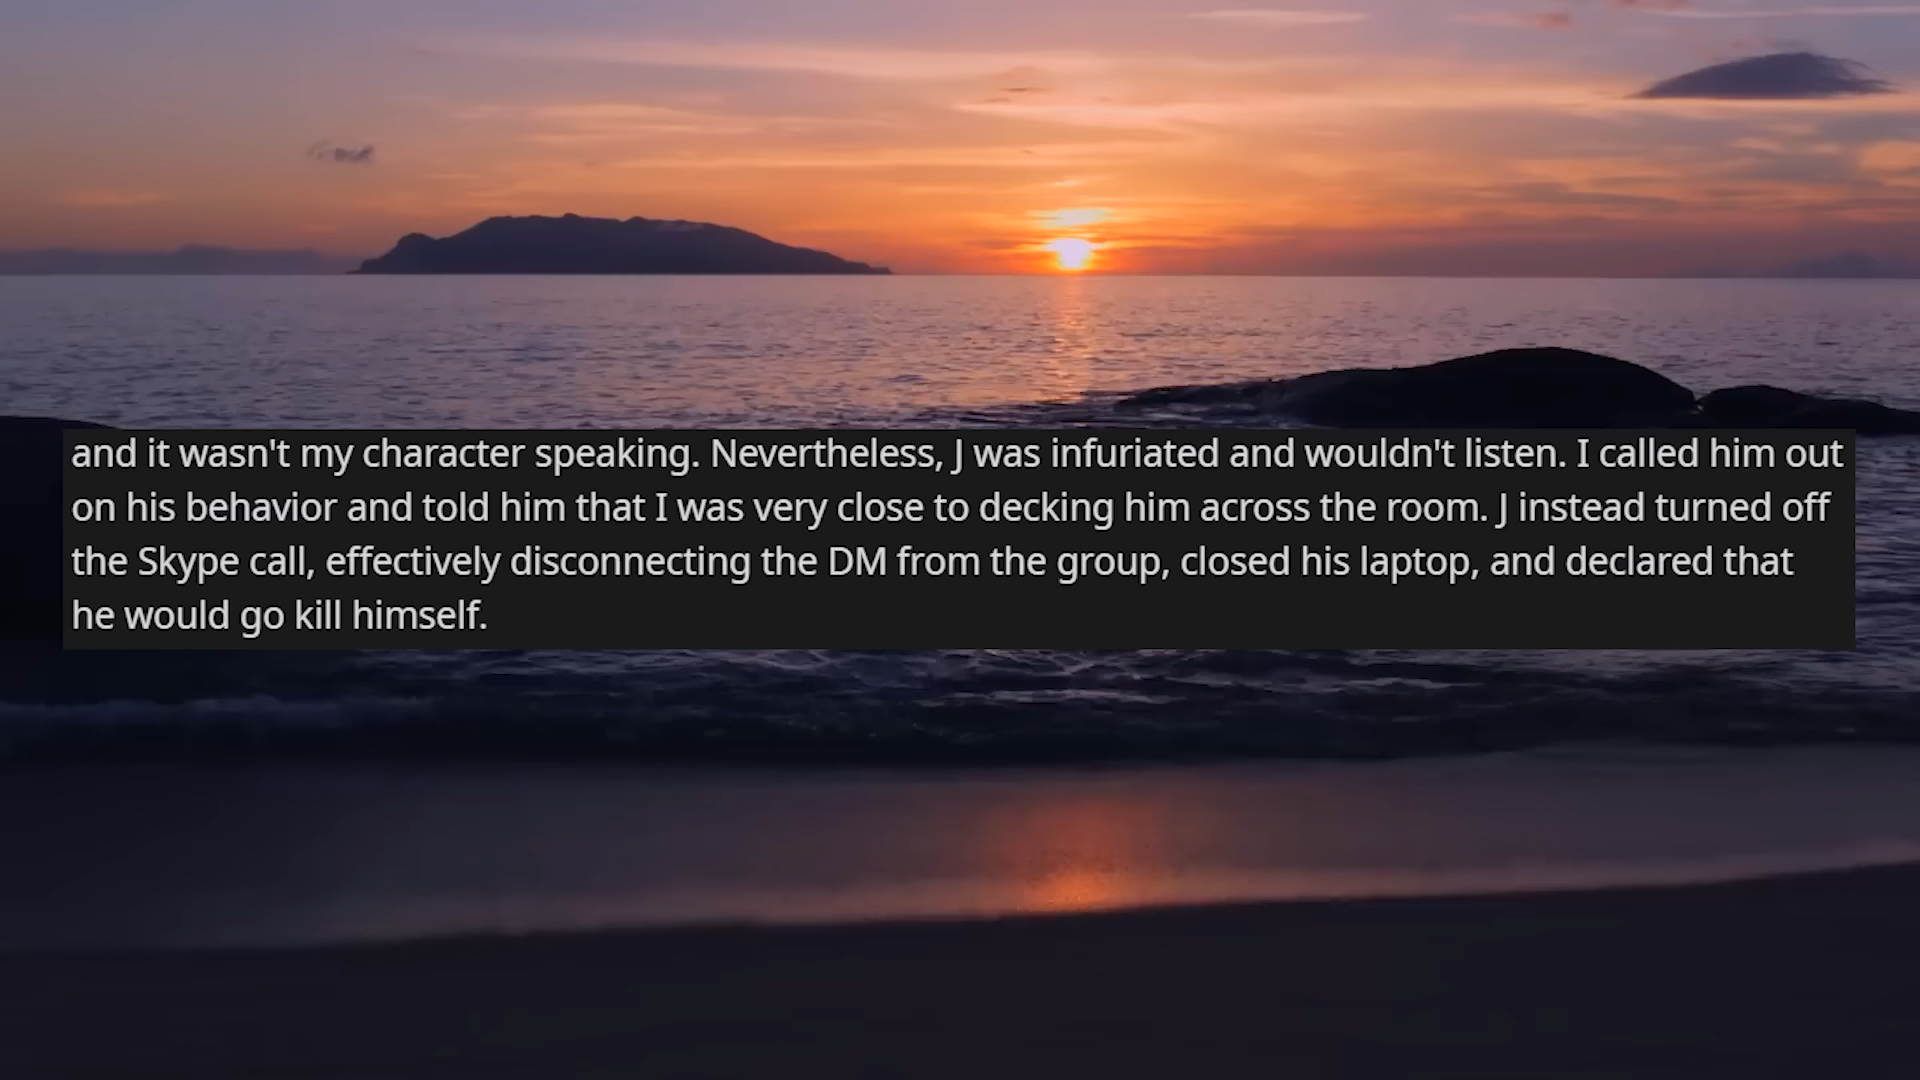 and it wasn't my character speaking. Nevertheless, J was infuriated and wouldn't listen. I called him out
on his behavior and told him that I was very close to decking him across the room. J instead turned off
the Skype call, effectively disconnecting the DM from the group, closed his laptop, and declared that
he would go kill himself.